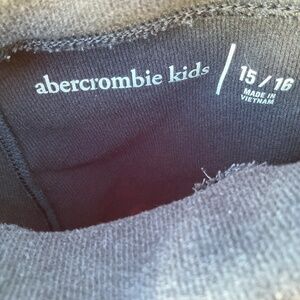 abercrombie kids
15 / 16
MADE IN
VIETNAM